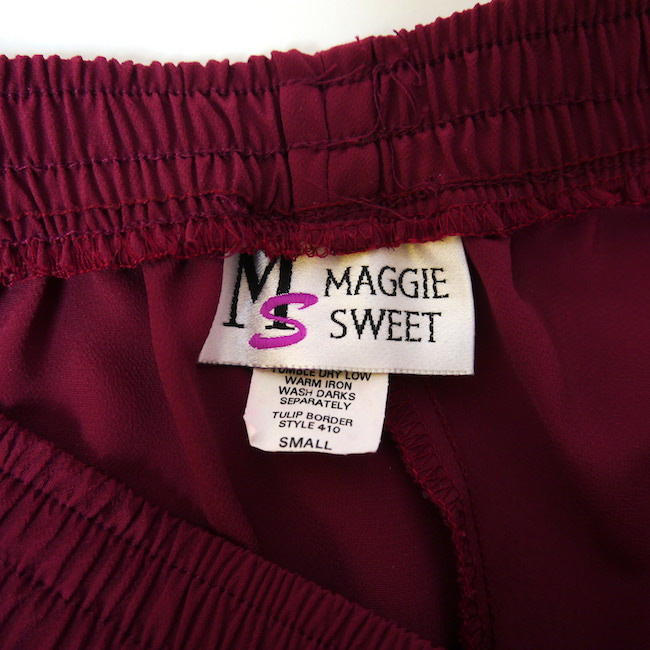 MS MAGGIE
SWEET
TUMBLE DRY LOW
WARM IRON
WASH DARKS
SEPARATELY
TULIP BORDER
STYLE 410
SMALL